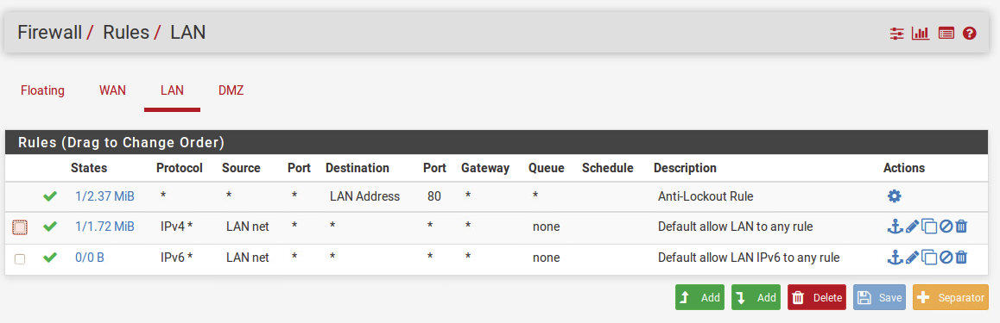 Firewall / Rules / LAN
Floating WAN LAN DMZ
Rules (Drag to Change Order)
States Protocol Source Port Destination Port Gateway Queue Schedule Description Actions
1/2.37 MiB * * * LAN Address 80 * * Anti-Lockout Rule
1/1.72 MiB IPv4 * LAN net * * * * none Default allow LAN to any rule
0/0 B IPv6 * LAN net * * * * none Default allow LAN IPv6 to any rule
Add Add Delete Save Separator